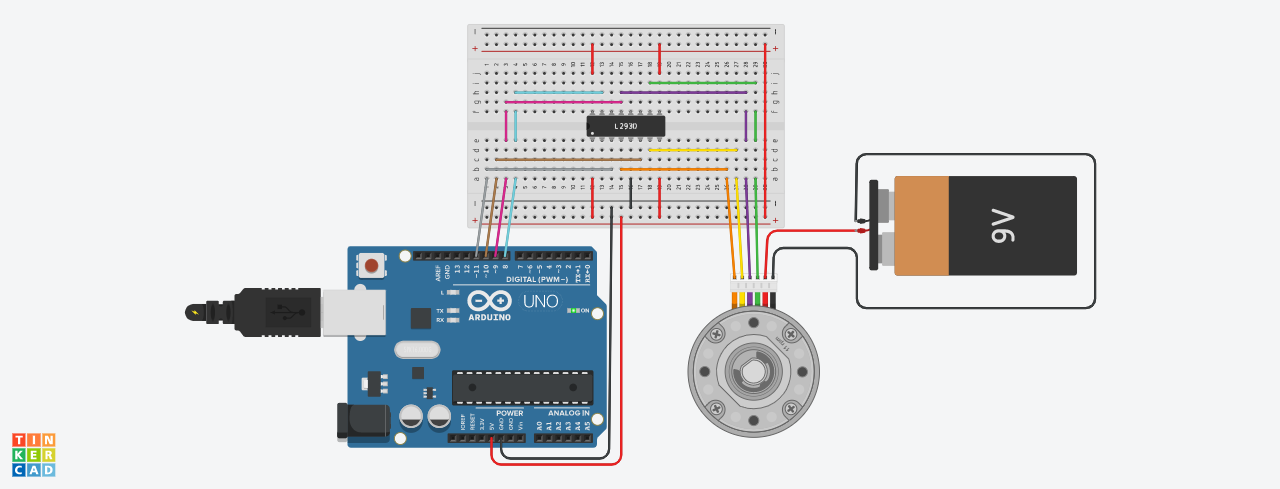 L293D
9V
AREF
GND
13
12
~11
~10
~9
8
7
~6
~5
4
~3
2
TX→1
RX←0
DIGITAL (PWM~)
L
TX
RX
UNO
ARDUINO
ON
POWER
ANALOG IN
IOREF
RESET
3.3V
5V
GND
GND
Vin
A0
A1
A2
A3
A4
A5
TIN
KER
CAD